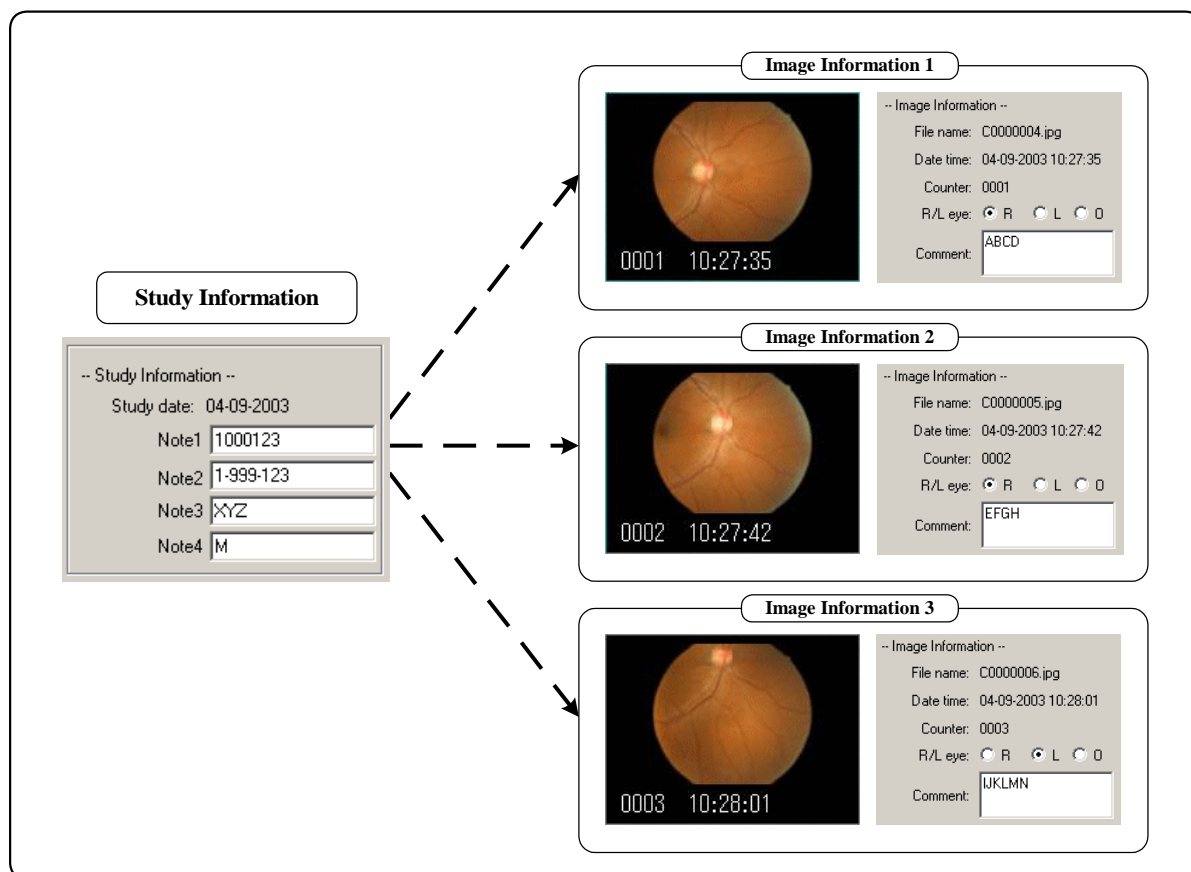 Study Information
-- Study Information --
Study date: 04-09-2003
Note1 1000123
Note2 1-999-123
Note3 XYZ
Note4 M
Image Information 1
0001 10:27:35
-- Image Information --
File name: C0000004.jpg
Date time: 04-09-2003 10:27:35
Counter: 0001
R/L eye: R L O
Comment: ABCD
Image Information 2
0002 10:27:42
-- Image Information --
File name: C0000005.jpg
Date time: 04-09-2003 10:27:42
Counter: 0002
R/L eye: R L O
Comment: EFGH
Image Information 3
0003 10:28:01
-- Image Information --
File name: C0000006.jpg
Date time: 04-09-2003 10:28:01
Counter: 0003
R/L eye: R L O
Comment: IJKLMN